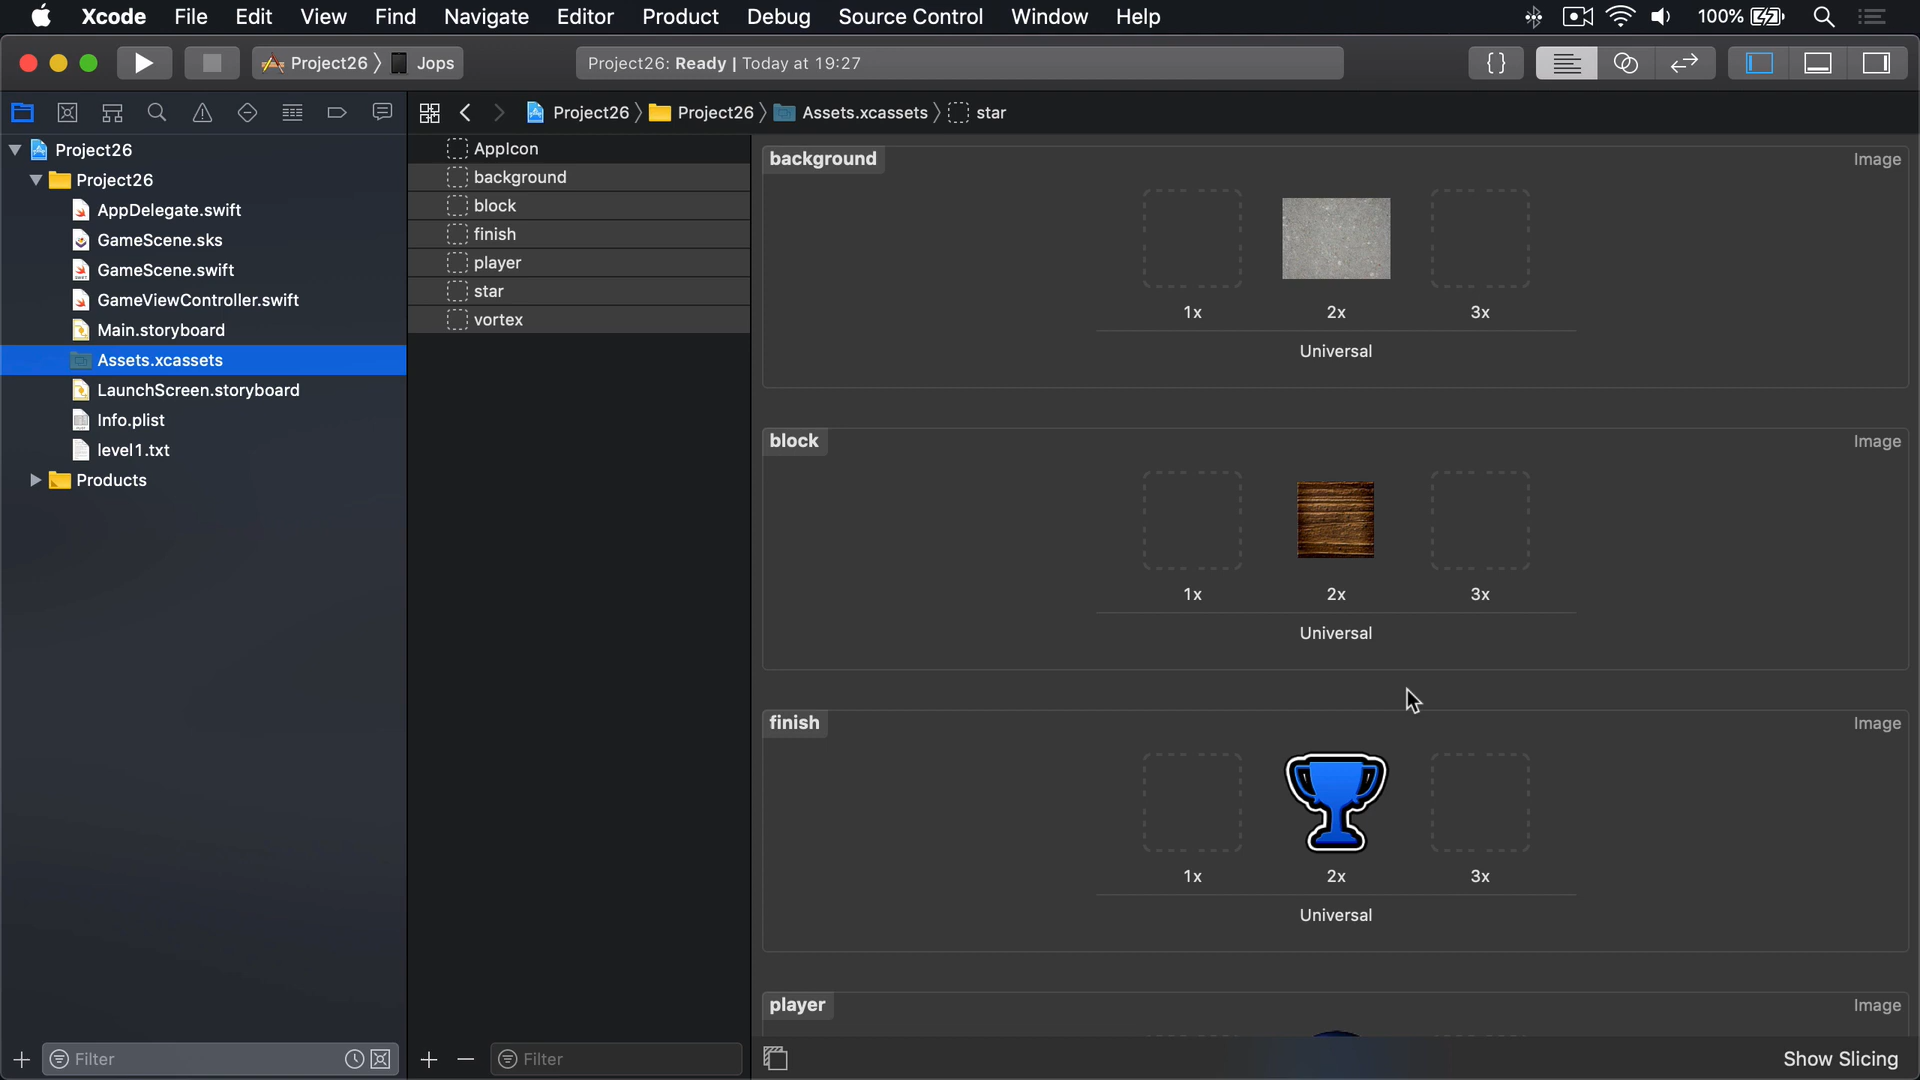 Xcode File Edit View Find Navigate Editor Product Debug Source Control Window Help 100%
Project26 Jops
Project26: Ready | Today at 19:27
{}
Project26 Project26 Assets.xcassets star
Project26
Project26
AppDelegate.swift
GameScene.sks
GameScene.swift
GameViewController.swift
Main.storyboard
Assets.xcassets
LaunchScreen.storyboard
Info.plist
level1.txt
Products
Filter
AppIcon
background
block
finish
player
star
vortex
Filter
background Image
1x 2x 3x
Universal
block Image
1x 2x 3x
Universal
finish Image
1x 2x 3x
Universal
player Image
Show Slicing